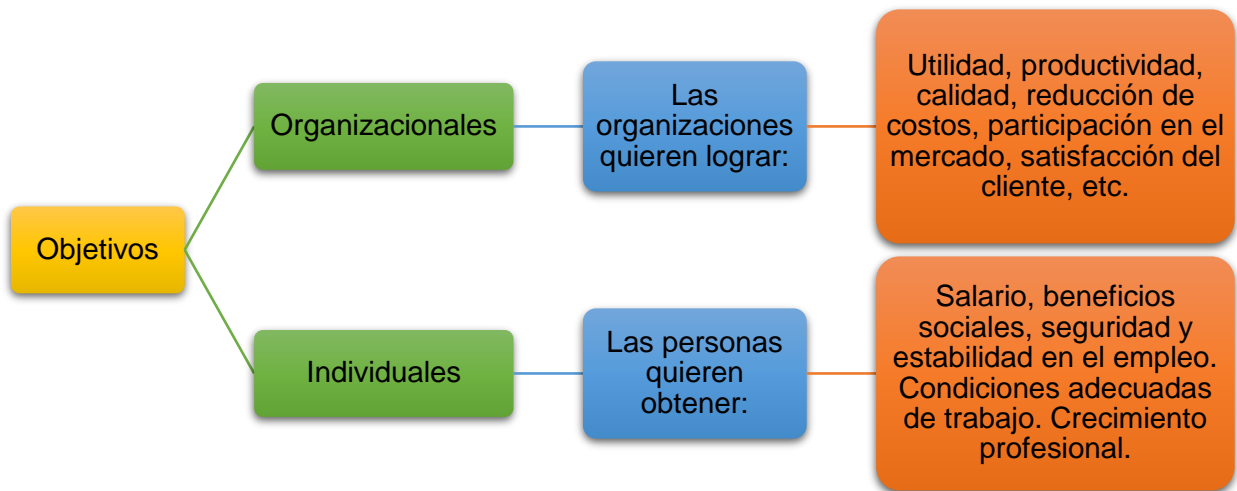 Objetivos
Organizacionales
Las
organizaciones
quieren lograr:
Utilidad, productividad,
calidad, reducción de
costos, participación en el
mercado, satisfacción del
cliente, etc.
Individuales
Las personas
quieren
obtener:
Salario, beneficios
sociales, seguridad y
estabilidad en el empleo.
Condiciones adecuadas
de trabajo. Crecimiento
profesional.